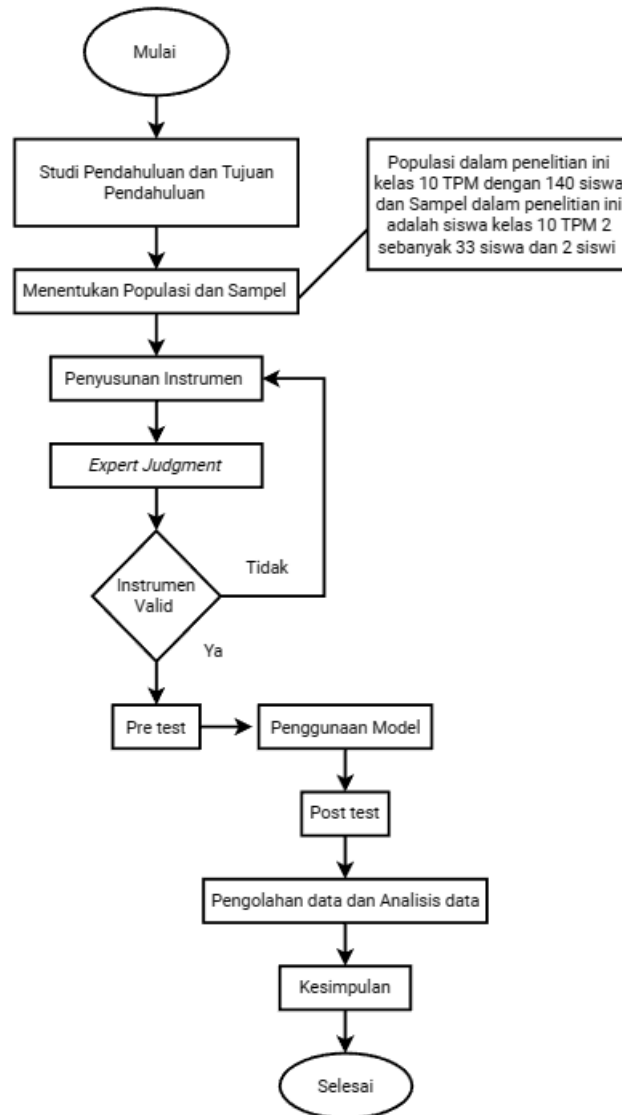 Mulai
Studi Pendahuluan dan Tujuan
Pendahuluan
Populasi dalam penelitian ini
kelas 10 TPM dengan 140 siswa
dan Sampel dalam penelitian ini
adalah siswa kelas 10 TPM 2
sebanyak 33 siswa dan 2 siswi
Menentukan Populasi dan Sampel
Penyusunan Instrumen
Expert Judgment
Instrumen
Valid
Tidak
Ya
Pre test
Penggunaan Model
Post test
Pengolahan data dan Analisis data
Kesimpulan
Selesai